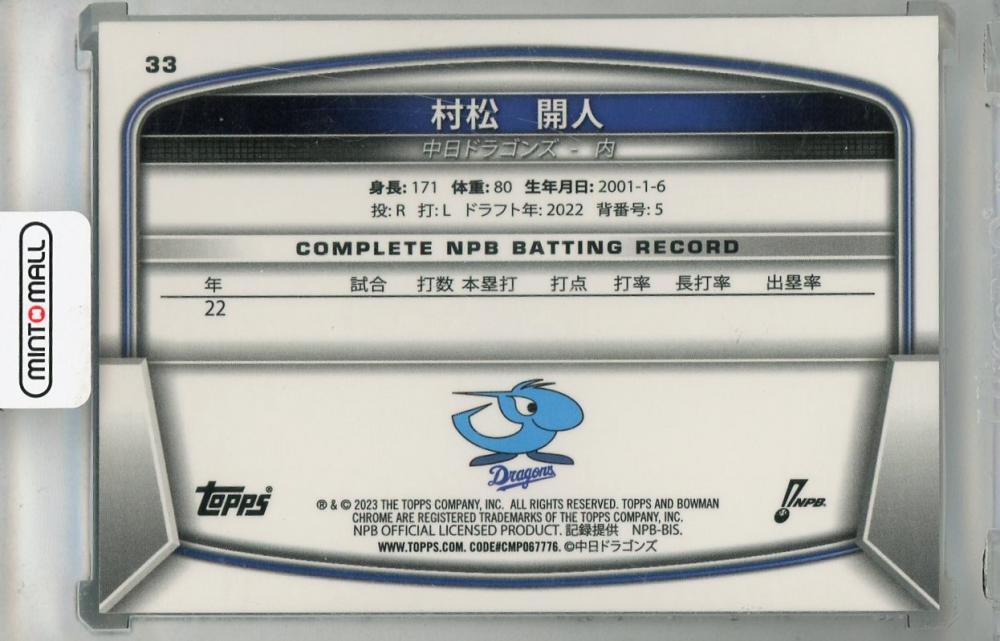 33
村松 開人
中日ドラゴンズ - 内
身長: 171 体重: 80 生年月日: 2001-1-6
投: R 打: L ドラフト年: 2022 背番号: 5
COMPLETE NPB BATTING RECORD
年 試合 打数 本塁打 打点 打率 長打率 出塁率
22
MINTOMALL
Dragons
Topps®
NPB.
® & © 2023 THE TOPPS COMPANY, INC. ALL RIGHTS RESERVED. TOPPS AND BOWMAN
CHROME ARE REGISTERED TRADEMARKS OF THE TOPPS COMPANY, INC.
NPB OFFICIAL LICENSED PRODUCT. 記録提供 NPB-BIS.
WWW.TOPPS.COM. CODE#CMP067776. ©中日ドラゴンズ